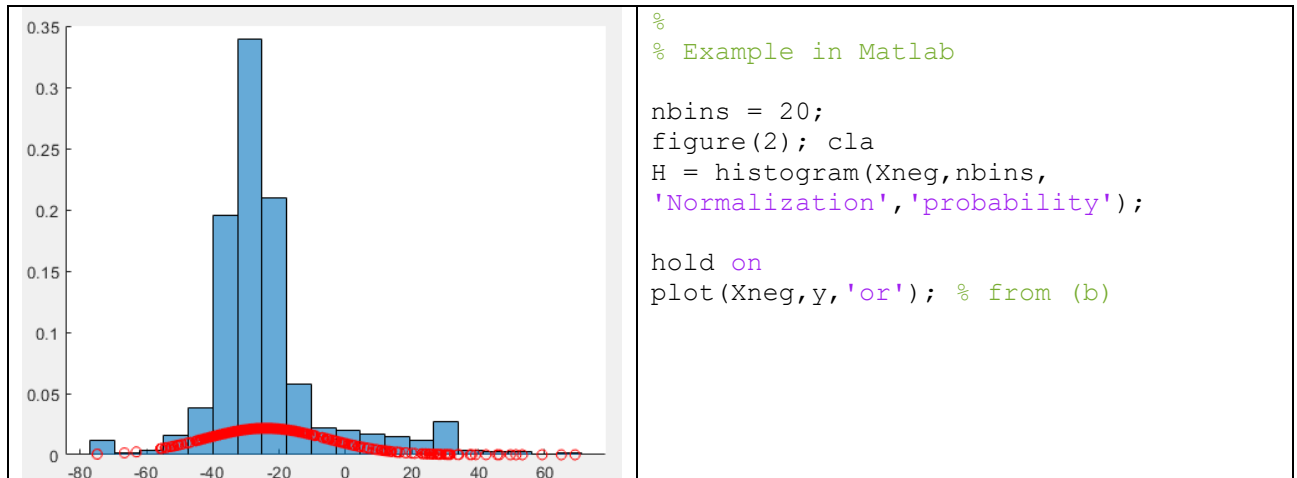 0.35
0.3
0.25
0.2
0.15
0.1
0.05
0
-80 -60 -40 -20 0 20 40 60
%
% Example in Matlab
nbins = 20;
figure(2); cla
H = histogram(Xneg,nbins,
'Normalization','probability');
hold on
plot(Xneg,y,'or'); % from (b)